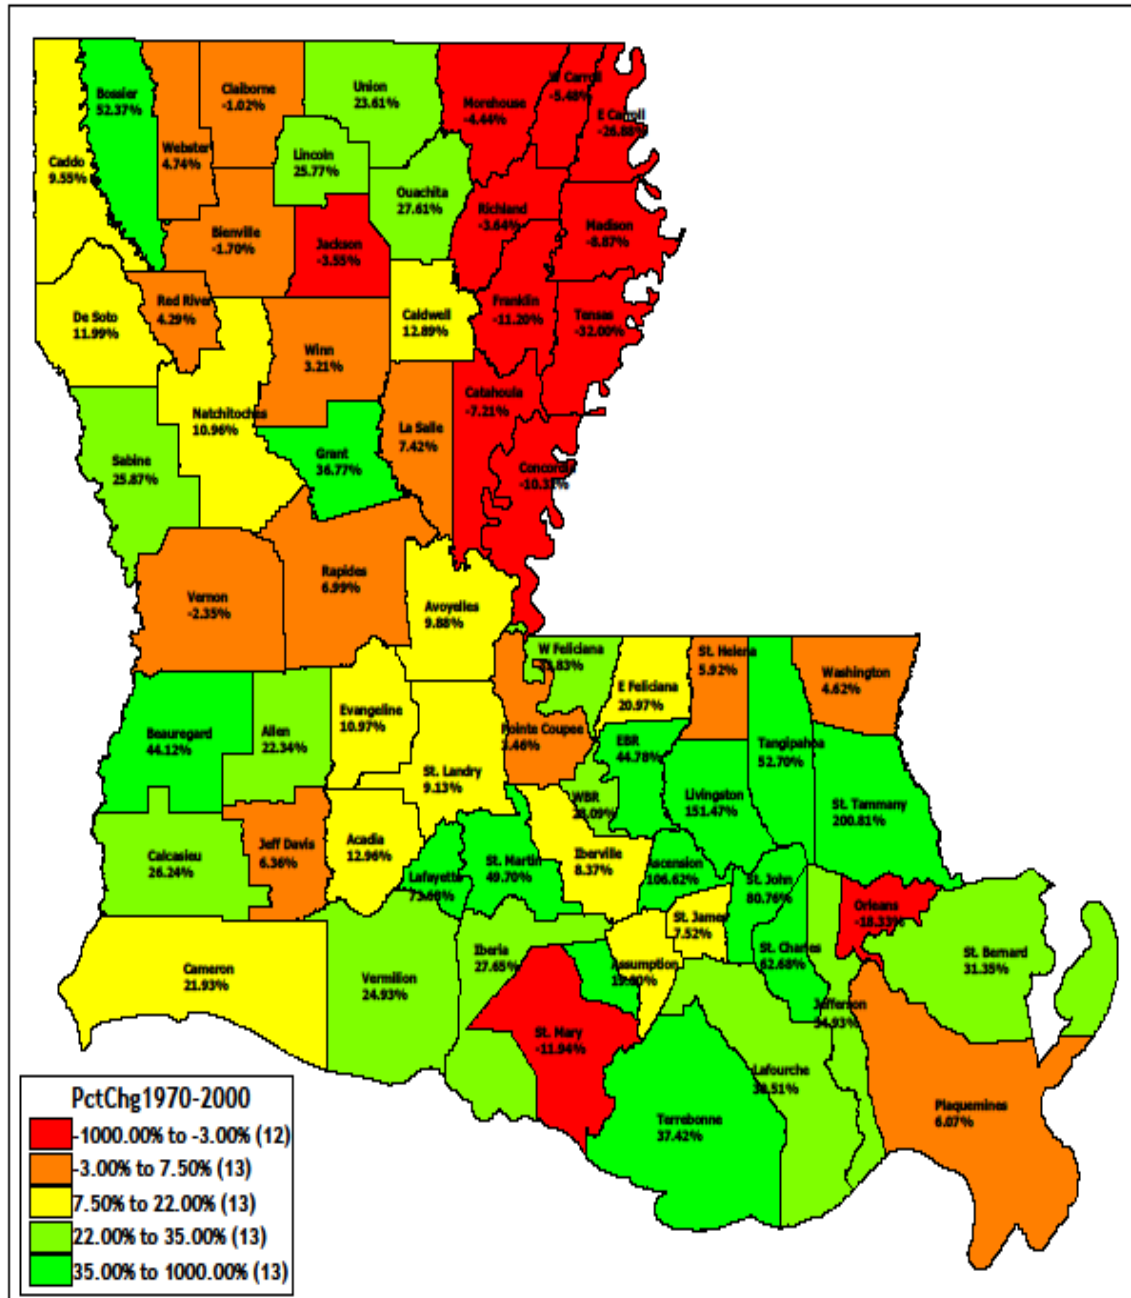 Bossier
52.37%
Claiborne
-1.02%
Union
23.61%
Morehouse
-4.44%
W Carroll
-5.48%
E Carroll
-26.88%
Caddo
9.55%
Webster
4.74%
Lincoln
25.77%
Ouachita
27.61%
Richland
-3.64%
Madison
-8.87%
Bienville
-1.70%
Jackson
-3.55%
De Soto
11.99%
Red River
4.29%
Winn
3.21%
Caldwell
12.89%
Franklin
-11.20%
Tensas
-32.00%
Natchitoches
10.96%
Grant
36.77%
La Salle
7.42%
Catahoula
-7.21%
Concordia
Sabine
25.87%
Vernon
-2.35%
Rapides
6.99%
Avoyelles
9.88%
W Feliciana
St. Helena
5.92%
Washington
4.62%
E Feliciana
20.97%
Beauregard
44.12%
Allen
22.34%
Evangeline
10.97%
St. Landry
9.13%
Pointe Coupee
3.46%
EBR
44.78%
Tangipahoa
52.70%
WBR
Livingston
151.47%
St. Tammany
200.81%
Calcasieu
26.24%
Jeff Davis
6.36%
Acadia
12.96%
Lafayette
St. Martin
49.70%
Iberville
8.37%
Ascension
106.62%
St. John
80.76%
Orleans
-18.33%
St. James
7.52%
Cameron
21.93%
Vermilion
24.93%
Iberia
27.65%
Assumption
St. Charles
62.68%
St. Bernard
31.35%
Jefferson
St. Mary
-11.94%
Terrebonne
37.42%
Lafourche
Plaquemines
6.07%
PctChg1970-2000
-1000.00% to -3.00% (12)
-3.00% to 7.50% (13)
7.50% to 22.00% (13)
22.00% to 35.00% (13)
35.00% to 1000.00% (13)